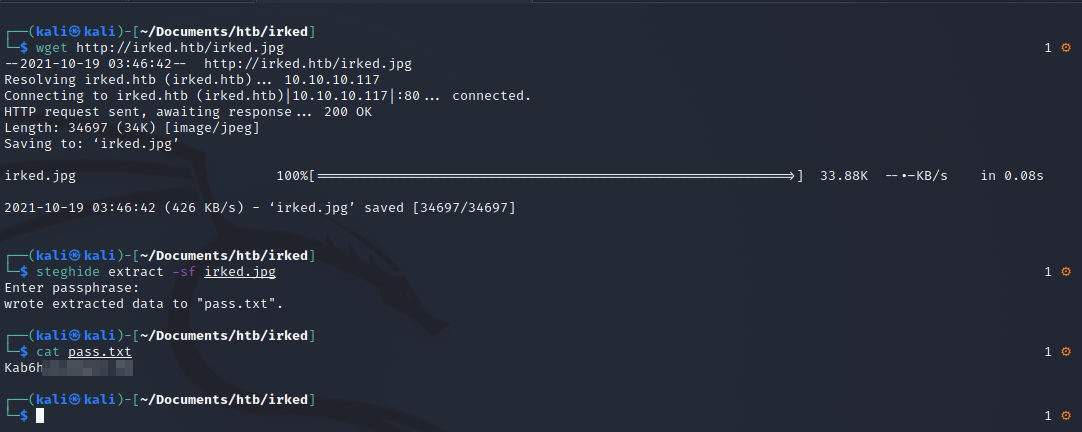 ┌──(kali㉿kali)-[~/Documents/htb/irked]
└─$ wget http://irked.htb/irked.jpg 1 ⚙
--2021-10-19 03:46:42-- http://irked.htb/irked.jpg
Resolving irked.htb (irked.htb)... 10.10.10.117
Connecting to irked.htb (irked.htb)|10.10.10.117|:80... connected.
HTTP request sent, awaiting response... 200 OK
Length: 34697 (34K) [image/jpeg]
Saving to: ‘irked.jpg’
irked.jpg 100%[===================================================>] 33.88K --•-KB/s in 0.08s
2021-10-19 03:46:42 (426 KB/s) - ‘irked.jpg’ saved [34697/34697]
┌──(kali㉿kali)-[~/Documents/htb/irked]
└─$ steghide extract -sf irked.jpg 1 ⚙
Enter passphrase:
wrote extracted data to "pass.txt".
┌──(kali㉿kali)-[~/Documents/htb/irked]
└─$ cat pass.txt 1 ⚙
Kab6h
┌──(kali㉿kali)-[~/Documents/htb/irked]
└─$ 1 ⚙